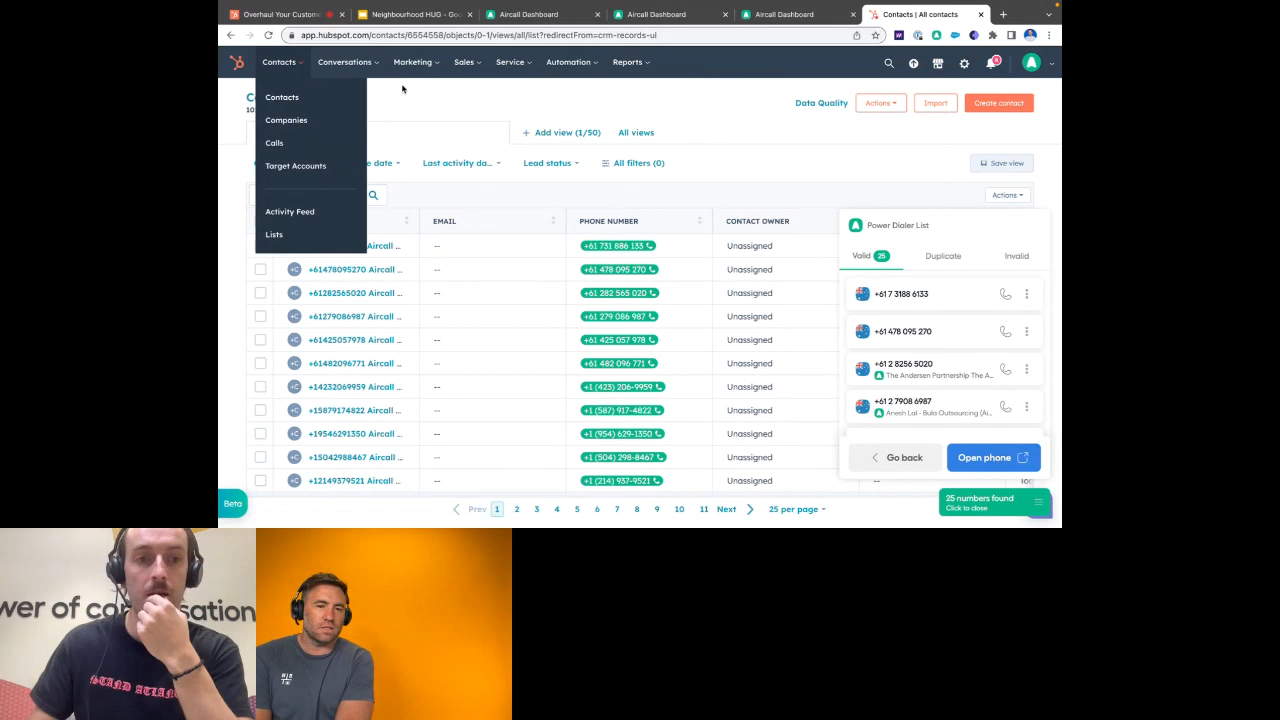 Overhaul Your Custome
Neighbourhood HUG – Goo
Aircall Dashboard
Aircall Dashboard
Aircall Dashboard
Contacts | All contacts
app.hubspot.com/contacts/6554558/objects/0-1/views/all/list?redirectFrom=crm-records-ui
Contacts
Conversations
Marketing
Sales
Service
Automation
Reports
Contacts
Companies
Calls
Target Accounts
Activity Feed
Lists
Data Quality
Actions
Import
Create contact
+ Add view (1/50)
All views
e date
Last activity da...
Lead status
All filters (0)
Save view
Actions
EMAIL
PHONE NUMBER
CONTACT OWNER
Aircall ...
--
+61 731 886 133
Unassigned
+C
+61478095270 Aircall ...
--
+61 478 095 270
Unassigned
+C
+61282565020 Aircall ...
--
+61 282 565 020
Unassigned
+C
+61279086987 Aircall ...
--
+61 279 086 987
Unassigned
+C
+61425057978 Aircall ...
--
+61 425 057 978
Unassigned
+C
+61482096771 Aircall ...
--
+61 482 096 771
Unassigned
+C
+14232069959 Aircall ...
--
+1 (423) 206-9959
Unassigned
+C
+15879174822 Aircall ...
--
+1 (587) 917-4822
Unassigned
+C
+19546291350 Aircall ...
--
+1 (954) 629-1350
Unassigned
+C
+15042988467 Aircall ...
--
+1 (504) 298-8467
Unassigned
+C
+12149379521 Aircall ...
--
+1 (214) 937-9521
Unassigned
--
Prev
1
2
3
4
5
6
7
8
9
10
11
Next
25 per page
Beta
Power Dialer List
Valid 25
Duplicate
Invalid
+61 7 3188 6133
+61 478 095 270
+61 2 8256 5020
The Andersen Partnership The A...
+61 2 7908 6987
Anesh Lal - Bula Outsourcing (Ai...
Go back
Open phone
25 numbers found
Click to close
wer of conversation
STAND ATLAN